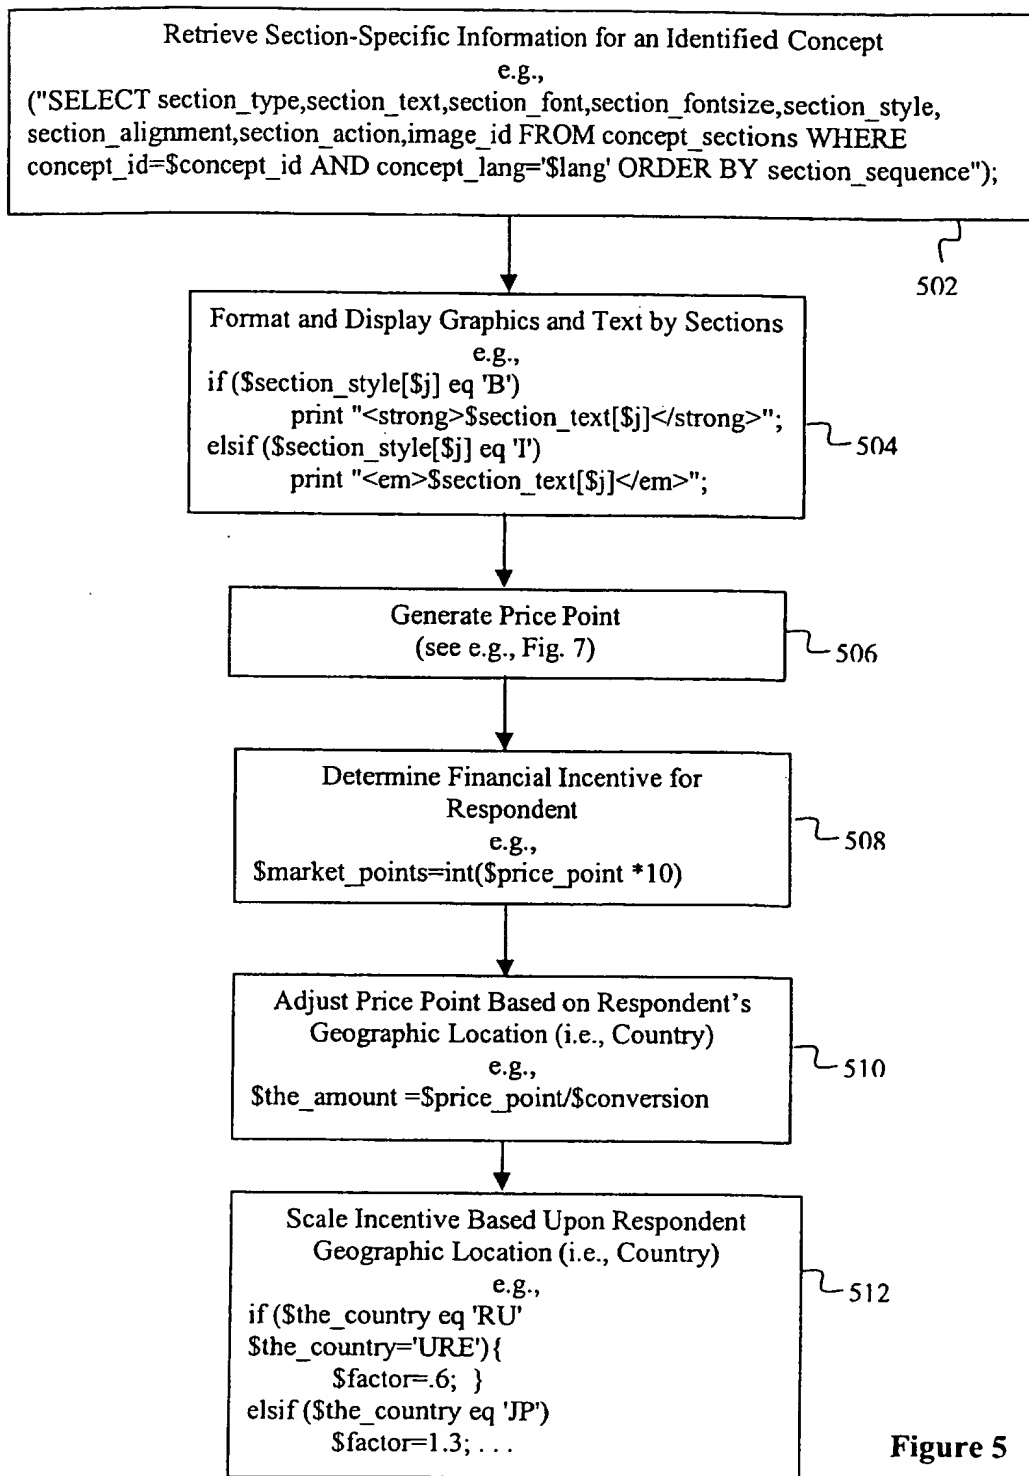 Retrieve Section-Specific Information for an Identified Concept
e.g.,
("SELECT section_type,section_text,section_font,section_fontsize,section_style,
section_alignment,section_action,image_id FROM concept_sections WHERE
concept_id=$concept_id AND concept_lang='$lang' ORDER BY section_sequence");
502
Format and Display Graphics and Text by Sections
e.g.,
if ($section_style[$j] eq 'B')
print "<strong>$section_text[$j]</strong>";
elsif ($section_style[$j] eq 'I')
print "<em>$section_text[$j]</em>";
504
Generate Price Point
(see e.g., Fig. 7)
506
Determine Financial Incentive for
Respondent
e.g.,
$market_points=int($price_point *10)
508
Adjust Price Point Based on Respondent's
Geographic Location (i.e., Country)
e.g.,
$the_amount =$price_point/$conversion
510
Scale Incentive Based Upon Respondent
Geographic Location (i.e., Country)
e.g.,
if ($the_country eq 'RU'
$the_country='URE'){
$factor=.6; }
elsif ($the_country eq 'JP')
$factor=1.3; . . .
512
Figure 5